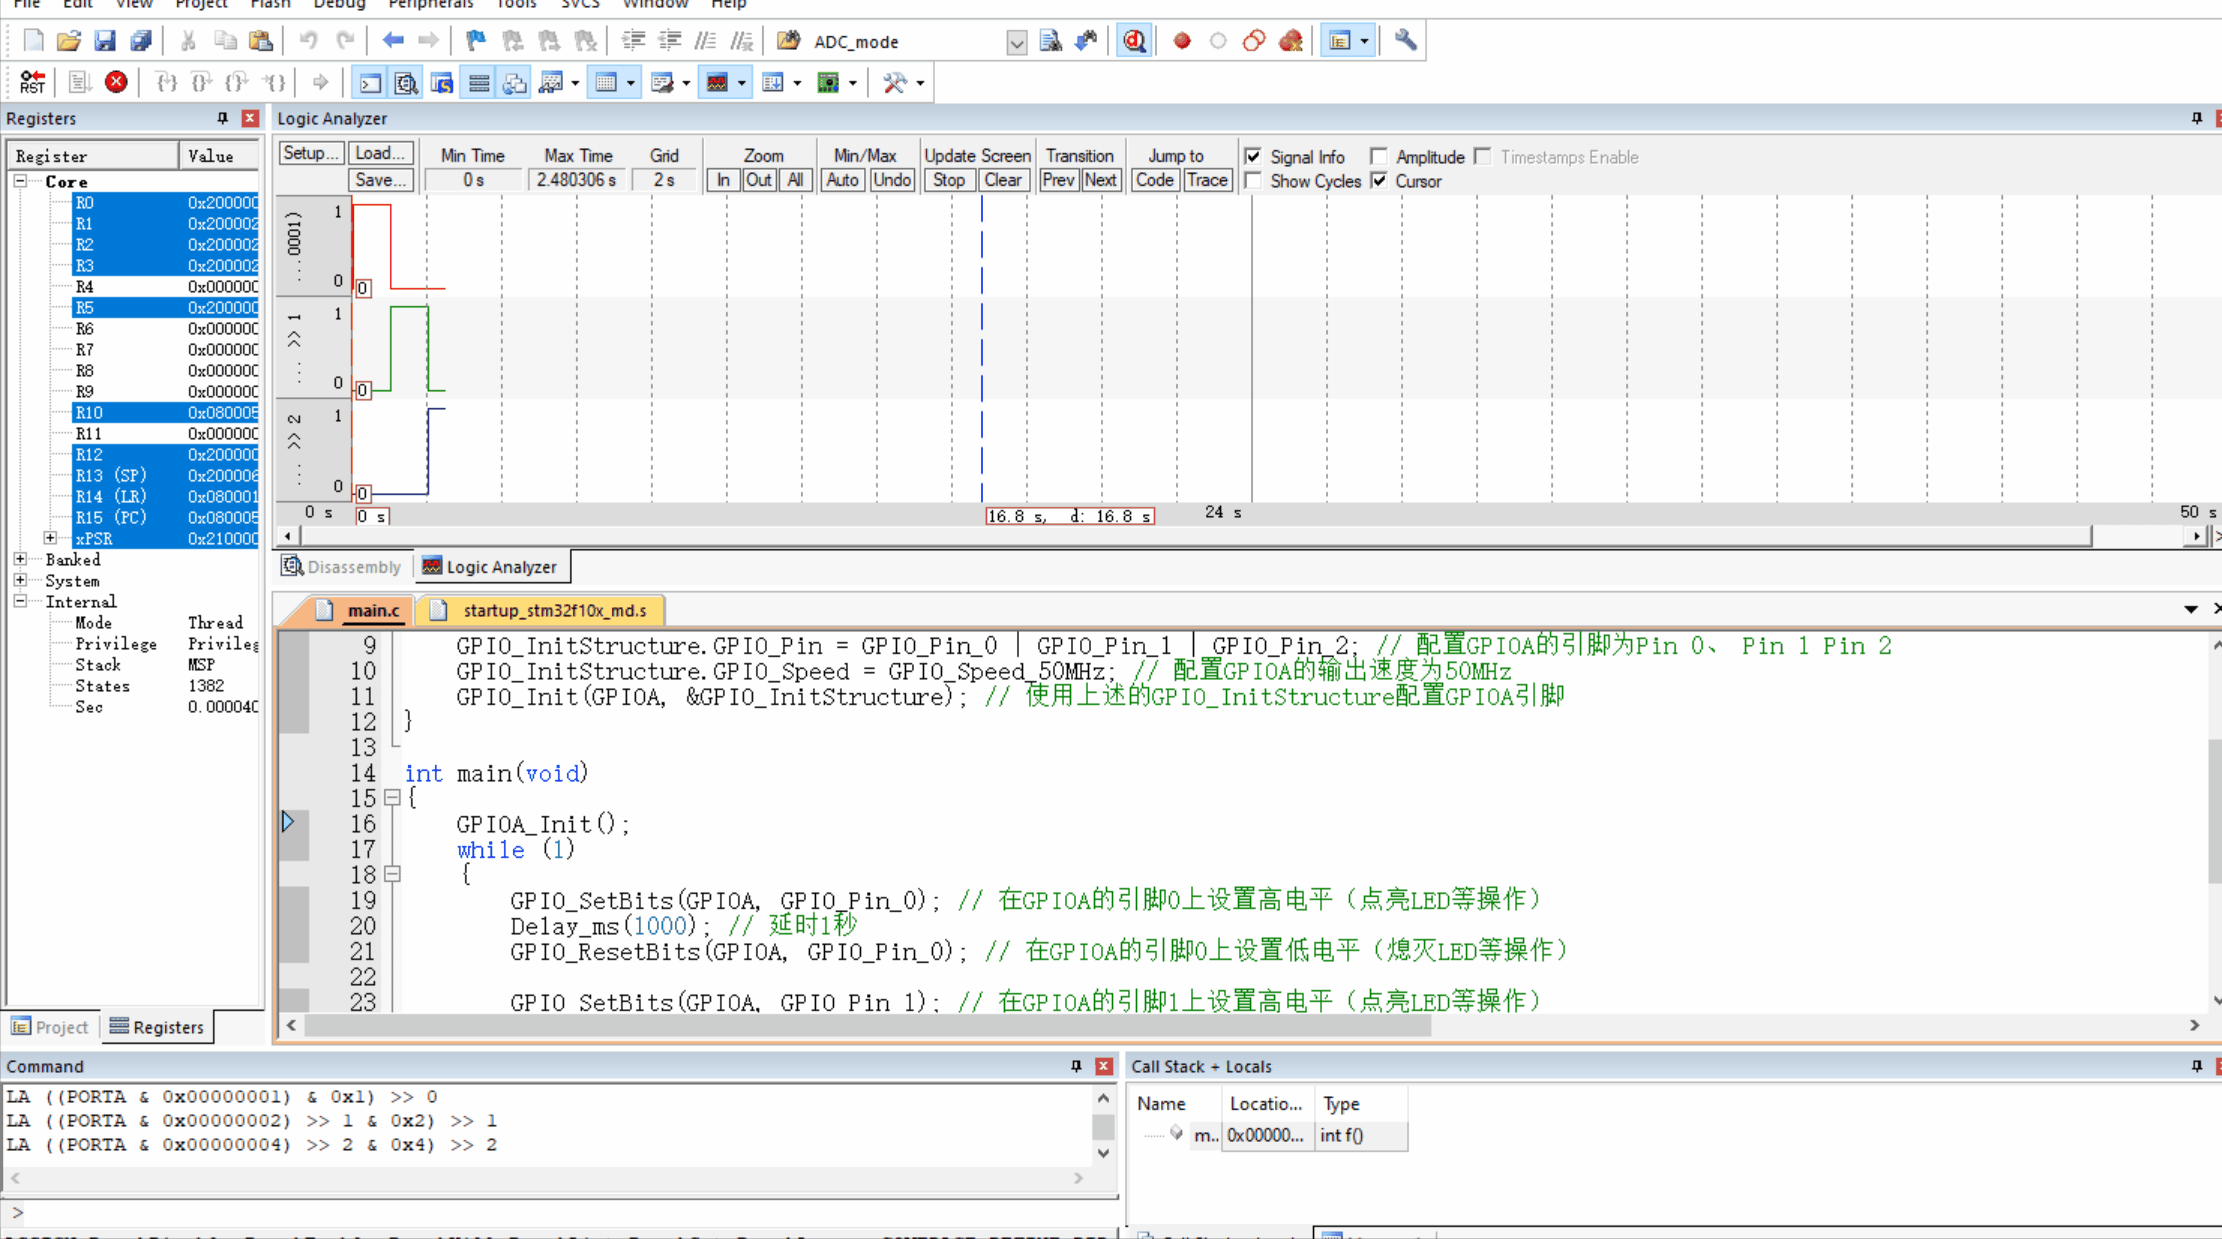 File Edit View Project Flash Debug Peripherals Tools SVCS Window Help
ADC_mode
RST
Registers
Register Value
Core
R0 0x200000
R1 0x200002
R2 0x200002
R3 0x200002
R4 0x000000
R5 0x200000
R6 0x000000
R7 0x000000
R8 0x000000
R9 0x000000
R10 0x080005
R11 0x000000
R12 0x200000
R13 (SP) 0x200006
R14 (LR) 0x080001
R15 (PC) 0x080005
xPSR 0x210000
Banked
System
Internal
Mode Thread
Privilege Privileg
Stack MSP
States 1382
Sec 0.000040
Project Registers
Logic Analyzer
Setup... Load... Min Time Max Time Grid Zoom Min/Max Update Screen Transition Jump to Signal Info Amplitude Timestamps Enable
Save... 0 s 2.480306 s 2 s In Out All Auto Undo Stop Clear Prev Next Code Trace Show Cycles Cursor
...0001)
1
0
0
... >> 1
1
0
0
... >> 2
1
0
0
0 s 0 s 16.8 s, d: 16.8 s 24 s 50 s
Disassembly Logic Analyzer
main.c startup_stm32f10x_md.s
9 GPIO_InitStructure.GPIO_Pin = GPIO_Pin_0 | GPIO_Pin_1 | GPIO_Pin_2; // 配置GPIOA的引脚为Pin 0、 Pin 1 Pin 2
10 GPIO_InitStructure.GPIO_Speed = GPIO_Speed_50MHz; // 配置GPIOA的输出速度为50MHz
11 GPIO_Init(GPIOA, &GPIO_InitStructure); // 使用上述的GPIO_InitStructure配置GPIOA引脚
12 }
13
14 int main(void)
15 {
16 GPIOA_Init();
17 while (1)
18 {
19 GPIO_SetBits(GPIOA, GPIO_Pin_0); // 在GPIOA的引脚0上设置高电平（点亮LED等操作）
20 Delay_ms(1000); // 延时1秒
21 GPIO_ResetBits(GPIOA, GPIO_Pin_0); // 在GPIOA的引脚0上设置低电平（熄灭LED等操作）
22
23 GPIO_SetBits(GPIOA, GPIO_Pin_1); // 在GPIOA的引脚1上设置高电平（点亮LED等操作）
Command
LA ((PORTA & 0x00000001) & 0x1) >> 0
LA ((PORTA & 0x00000002) >> 1 & 0x2) >> 1
LA ((PORTA & 0x00000004) >> 2 & 0x4) >> 2
>
Call Stack + Locals
Name Locatio... Type
m.. 0x00000... int f()